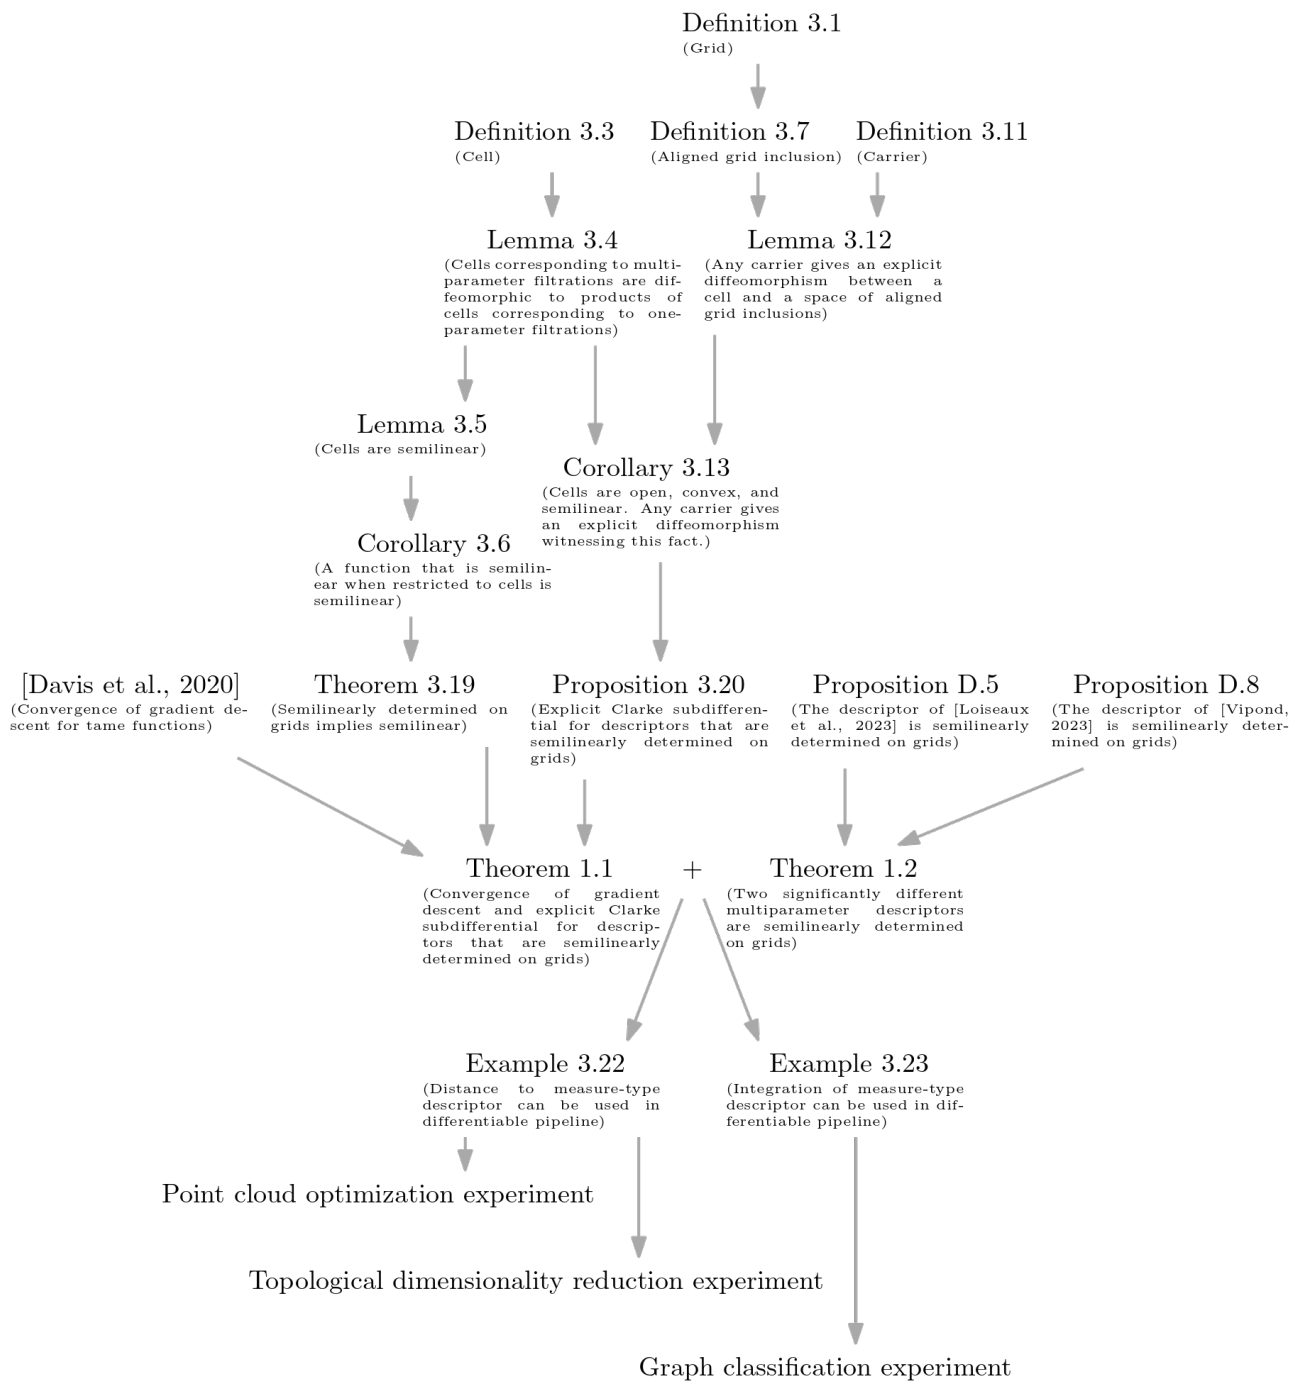 Definition 3.1
(Grid)
Definition 3.3
(Cell)
Definition 3.7
(Aligned grid inclusion)
Definition 3.11
(Carrier)
Lemma 3.4
(Cells corresponding to multi-
parameter filtrations are dif-
feomorphic to products of
cells corresponding to one-
parameter filtrations)
Lemma 3.12
(Any carrier gives an explicit
diffeomorphism between a
cell and a space of aligned
grid inclusions)
Lemma 3.5
(Cells are semilinear)
Corollary 3.13
(Cells are open, convex, and
semilinear. Any carrier gives
an explicit diffeomorphism
witnessing this fact.)
Corollary 3.6
(A function that is semilin-
ear when restricted to cells is
semilinear)
[Davis et al., 2020]
(Convergence of gradient de-
scent for tame functions)
Theorem 3.19
(Semilinearly determined on
grids implies semilinear)
Proposition 3.20
(Explicit Clarke subdifferen-
tial for descriptors that are
semilinearly determined on
grids)
Proposition D.5
(The descriptor of [Loiseaux
et al., 2023] is semilinearly
determined on grids)
Proposition D.8
(The descriptor of [Vipond,
2023] is semilinearly deter-
mined on grids)
Theorem 1.1
(Convergence of gradient
descent and explicit Clarke
subdifferential for descrip-
tors that are semilinearly
determined on grids)
+
Theorem 1.2
(Two significantly different
multiparameter descriptors
are semilinearly determined
on grids)
Example 3.22
(Distance to measure-type
descriptor can be used in
differentiable pipeline)
Example 3.23
(Integration of measure-type
descriptor can be used in dif-
ferentiable pipeline)
Point cloud optimization experiment
Topological dimensionality reduction experiment
Graph classification experiment